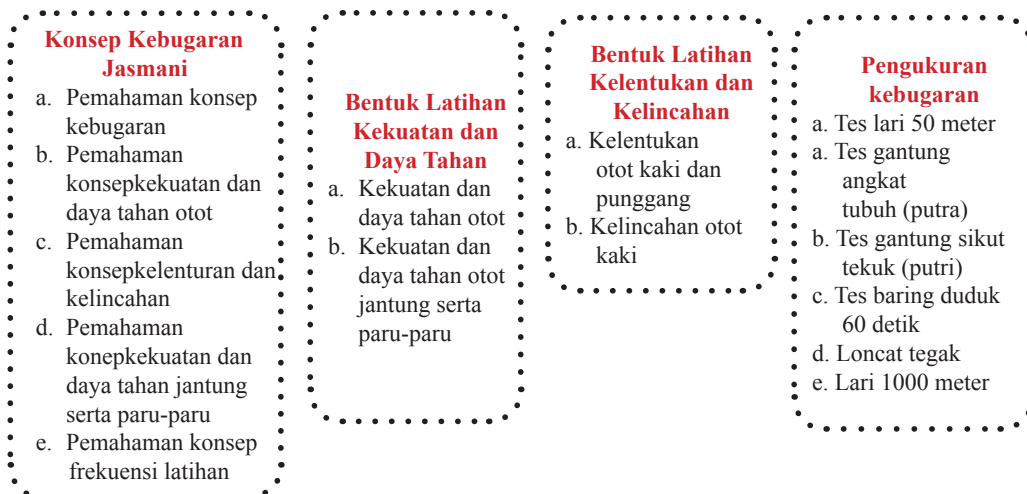 Konsep Kebugaran
Jasmani
a. Pemahaman konsep
kebugaran
b. Pemahaman
konsepkekuatan dan
daya tahan otot
c. Pemahaman
konsepkelenturan dan
kelincahan
d. Pemahaman
konepkekuatan dan
daya tahan jantung
serta paru-paru
e. Pemahaman konsep
frekuensi latihan
Bentuk Latihan
Kekuatan dan
Daya Tahan
a. Kekuatan dan
daya tahan otot
b. Kekuatan dan
daya tahan otot
jantung serta
paru-paru
Bentuk Latihan
Kelentukan dan
Kelincahan
a. Kelentukan
otot kaki dan
punggang
b. Kelincahan otot
kaki
Pengukuran
kebugaran
a. Tes lari 50 meter
a. Tes gantung
angkat
tubuh (putra)
b. Tes gantung sikut
tekuk (putri)
c. Tes baring duduk
60 detik
d. Loncat tegak
e. Lari 1000 meter